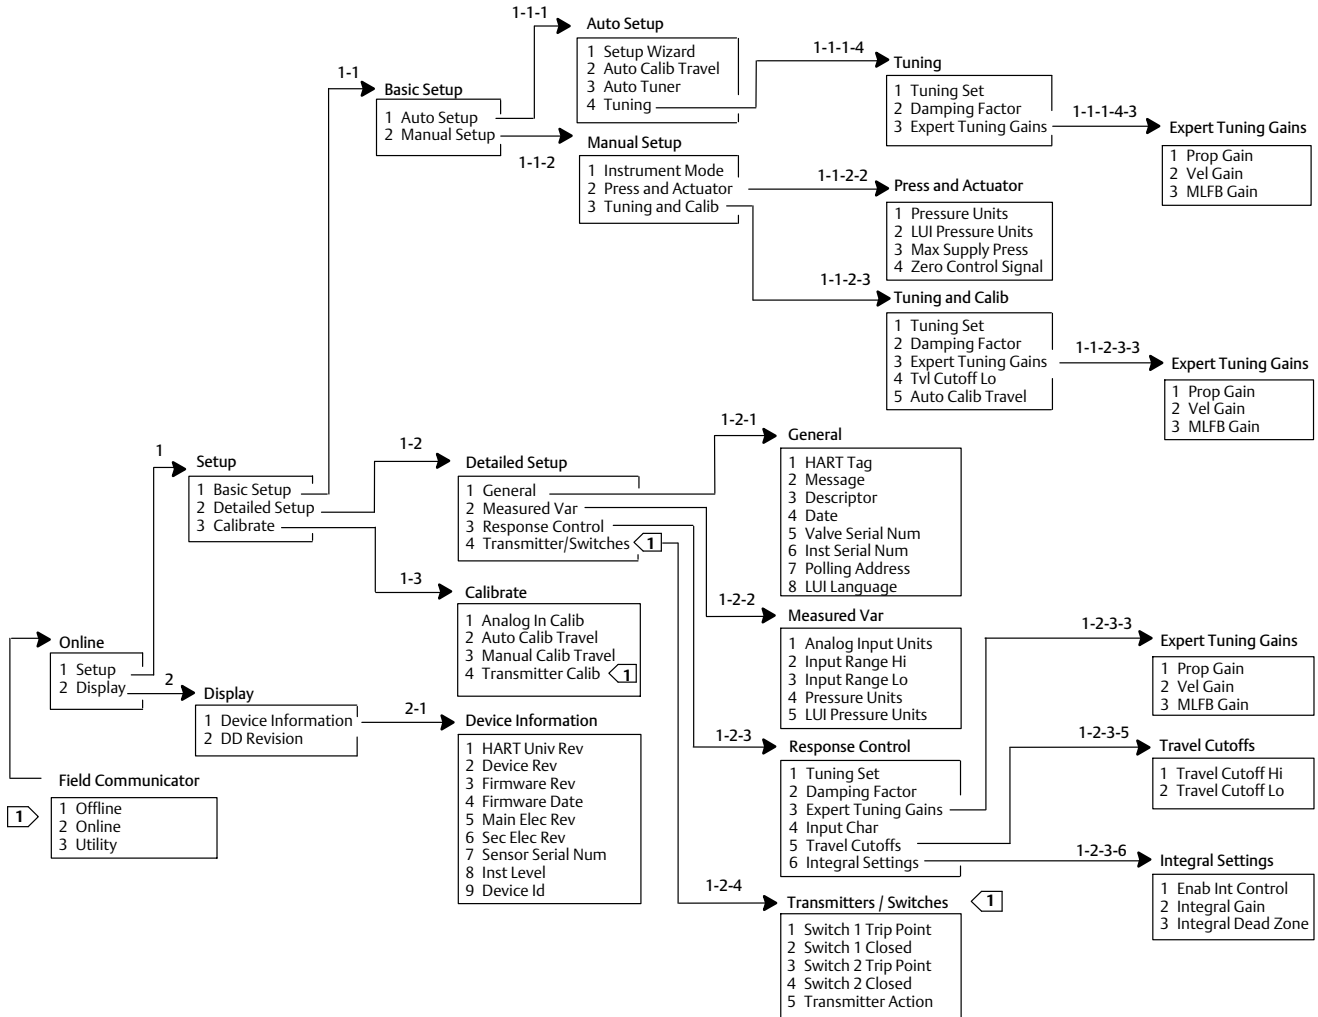 1-1-1
Auto Setup
1 Setup Wizard
2 Auto Calib Travel
3 Auto Tuner
4 Tuning
1-1-1-4
Tuning
1 Tuning Set
2 Damping Factor
3 Expert Tuning Gains
1-1-1-4-3
Expert Tuning Gains
1 Prop Gain
2 Vel Gain
3 MLFB Gain
1-1
Basic Setup
1 Auto Setup
2 Manual Setup
1-1-2
Manual Setup
1 Instrument Mode
2 Press and Actuator
3 Tuning and Calib
1-1-2-2
Press and Actuator
1 Pressure Units
2 LUI Pressure Units
3 Max Supply Press
4 Zero Control Signal
1-1-2-3
Tuning and Calib
1 Tuning Set
2 Damping Factor
3 Expert Tuning Gains
4 Tvl Cutoff Lo
5 Auto Calib Travel
1-1-2-3-3
Expert Tuning Gains
1 Prop Gain
2 Vel Gain
3 MLFB Gain
1
Setup
1 Basic Setup
2 Detailed Setup
3 Calibrate
1-2
Detailed Setup
1 General
2 Measured Var
3 Response Control
4 Transmitter/Switches 1
1-2-1
General
1 HART Tag
2 Message
3 Descriptor
4 Date
5 Valve Serial Num
6 Inst Serial Num
7 Polling Address
8 LUI Language
1-3
Calibrate
1 Analog In Calib
2 Auto Calib Travel
3 Manual Calib Travel
4 Transmitter Calib 1
1-2-2
Measured Var
1 Analog Input Units
2 Input Range Hi
3 Input Range Lo
4 Pressure Units
5 LUI Pressure Units
1-2-3-3
Expert Tuning Gains
1 Prop Gain
2 Vel Gain
3 MLFB Gain
Online
1 Setup
2 Display
2
Display
1 Device Information
2 DD Revision
2-1
Device Information
1 HART Univ Rev
2 Device Rev
3 Firmware Rev
4 Firmware Date
5 Main Elec Rev
6 Sec Elec Rev
7 Sensor Serial Num
8 Inst Level
9 Device Id
1-2-3
Response Control
1 Tuning Set
2 Damping Factor
3 Expert Tuning Gains
4 Input Char
5 Travel Cutoffs
6 Integral Settings
1-2-3-5
Travel Cutoffs
1 Travel Cutoff Hi
2 Travel Cutoff Lo
1-2-3-6
Integral Settings
1 Enab Int Control
2 Integral Gain
3 Integral Dead Zone
Field Communicator
1
1 Offline
2 Online
3 Utility
1-2-4
Transmitters / Switches 1
1 Switch 1 Trip Point
2 Switch 1 Closed
3 Switch 2 Trip Point
4 Switch 2 Closed
5 Transmitter Action